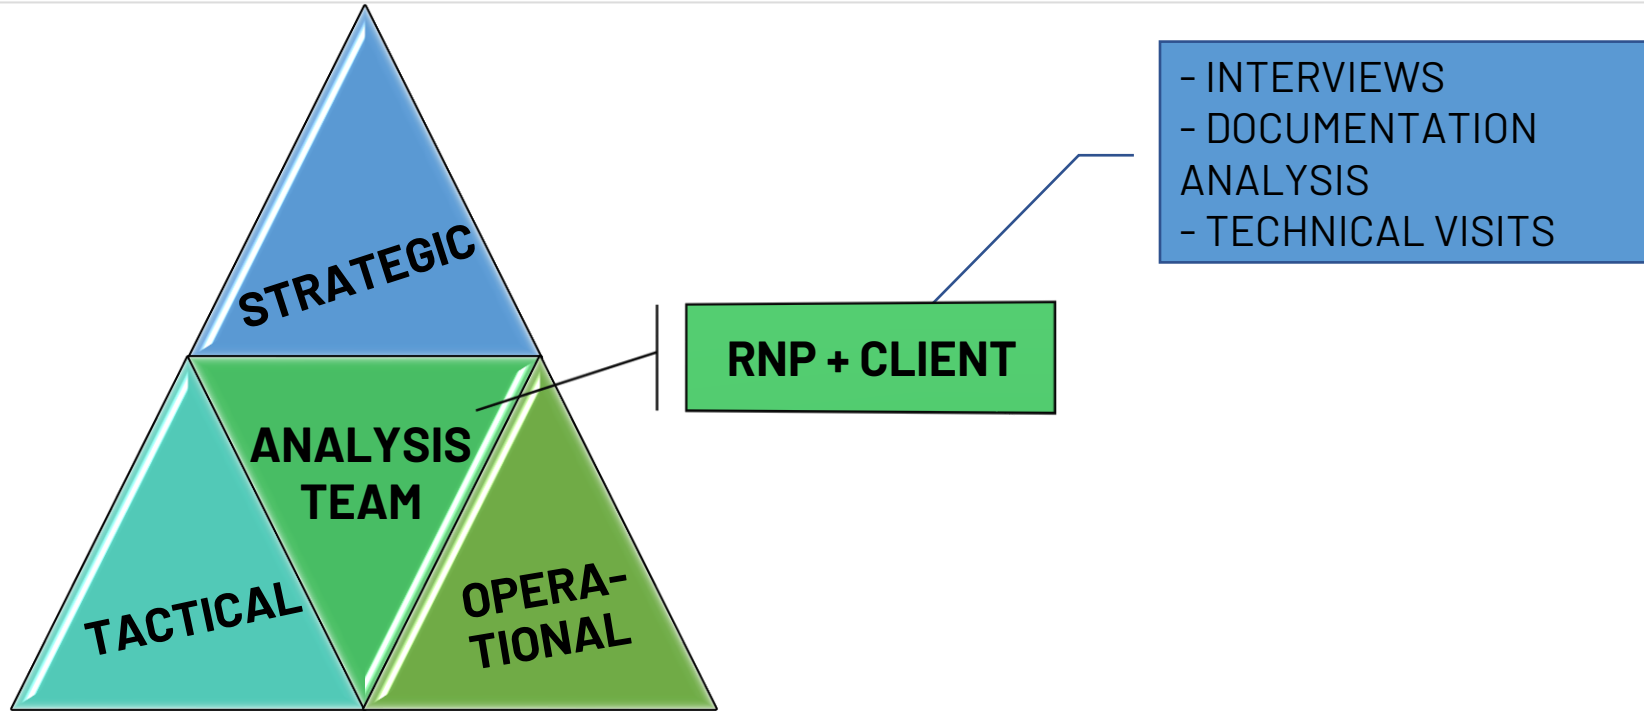 STRATEGIC
ANALYSIS
TEAM
TACTICAL
OPERA-
TIONAL
RNP + CLIENT
- INTERVIEWS
- DOCUMENTATION
ANALYSIS
- TECHNICAL VISITS